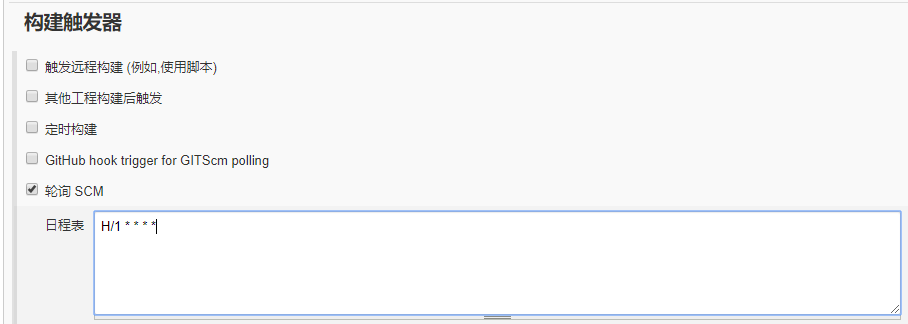 构建触发器
触发远程构建 (例如,使用脚本)
其他工程构建后触发
定时构建
GitHub hook trigger for GITScm polling
轮询 SCM
日程表
H/1 * * * *